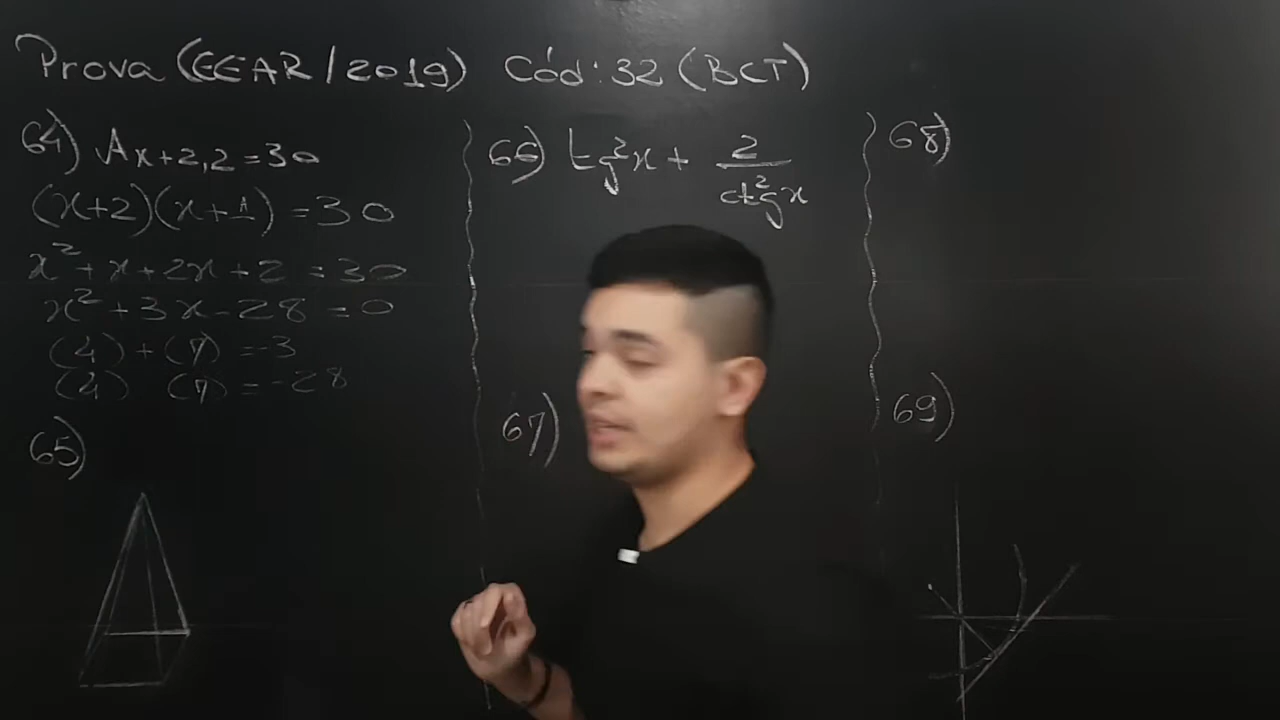 Prova (EEAR/2019) Cód: 32 (BCT)
64) Ax+2,2 = 30
(x+2)(x+1) = 30
x² + x + 2x + 2 = 30
x² + 3x - 28 = 0
(4) + (7) = -3
(4) (7) = -28
65)
66) tg²x + 2/ctg²x
67)
68)
69)